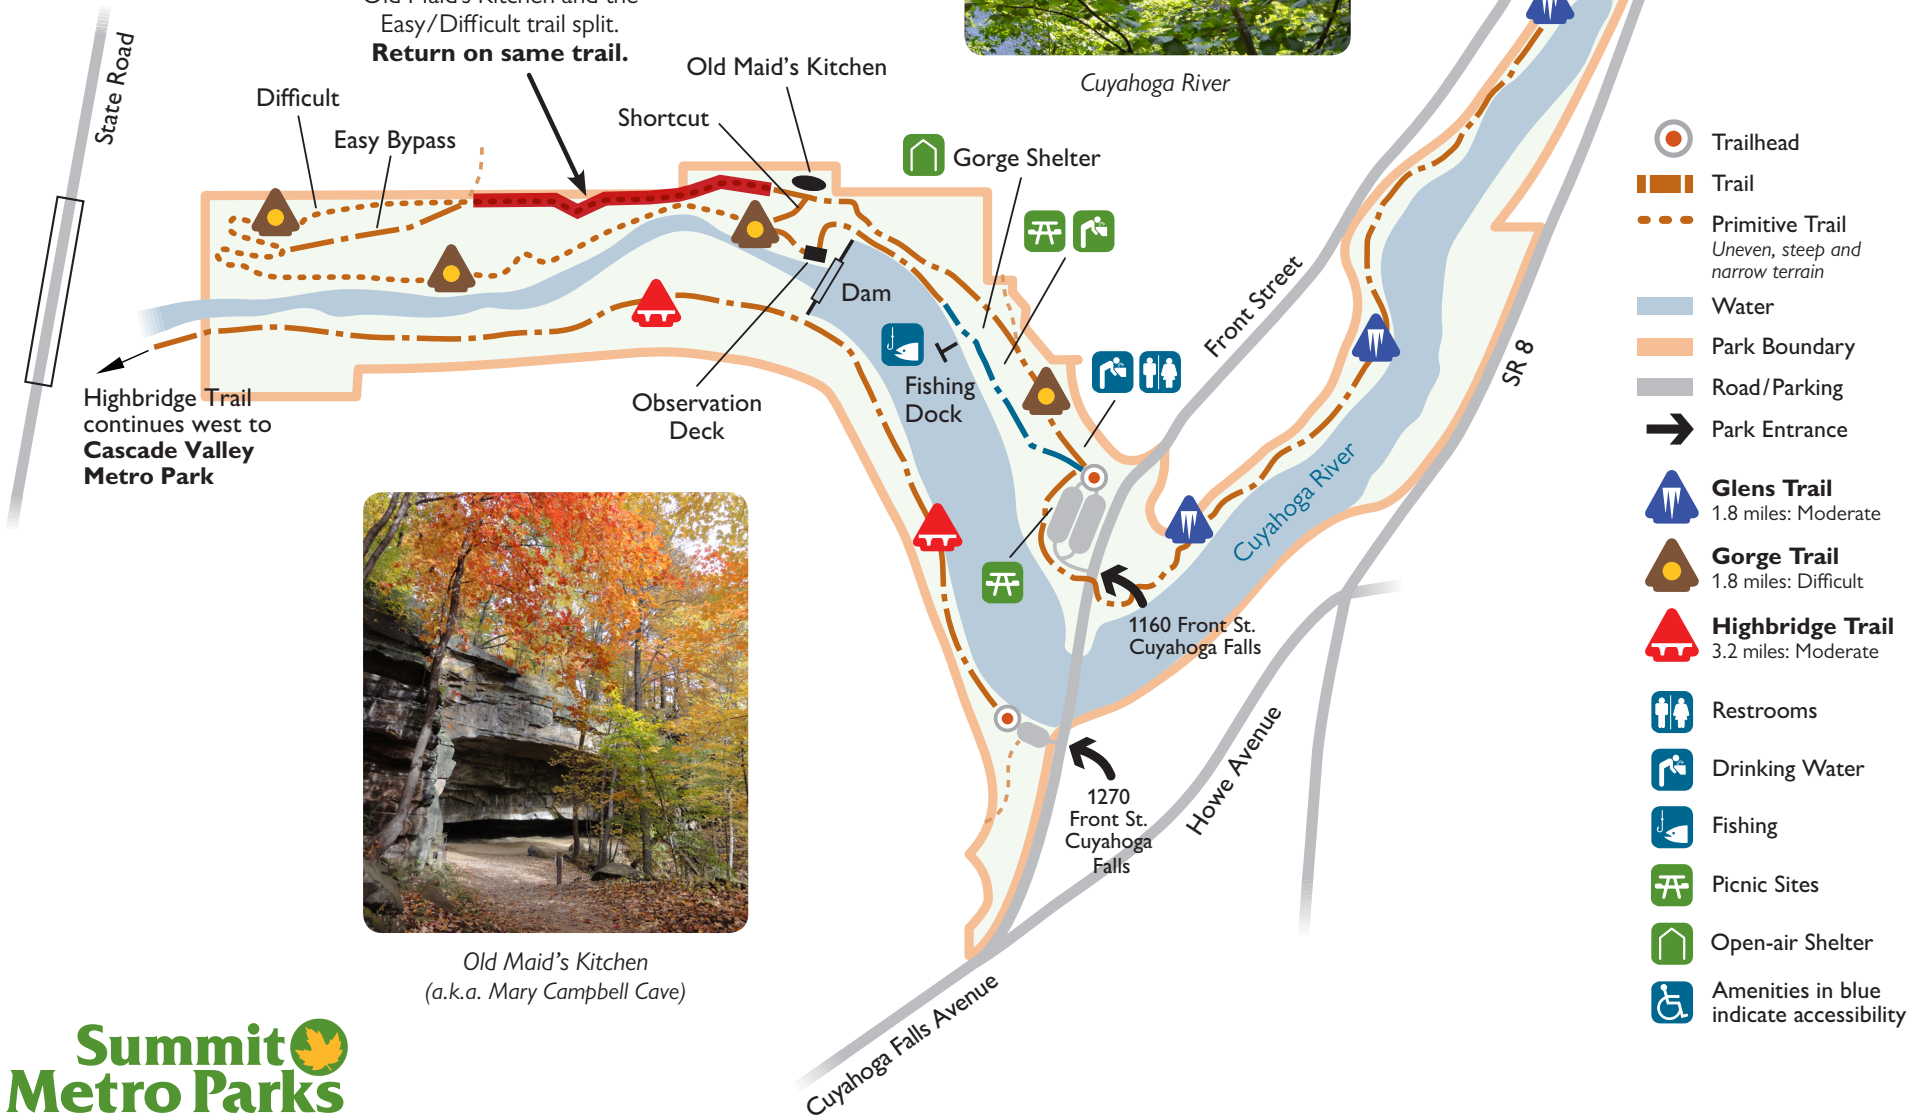 Old Maid's Kitchen and the
Easy/Difficult trail split.
Return on same trail.
State Road
Difficult
Easy Bypass
Shortcut
Old Maid's Kitchen
Cuyahoga River
Gorge Shelter
Dam
Fishing
Dock
Observation
Deck
Highbridge Trail
continues west to
Cascade Valley
Metro Park
Front Street
SR 8
Cuyahoga River
1160 Front St.
Cuyahoga Falls
1270
Front St.
Cuyahoga
Falls
Howe Avenue
Cuyahoga Falls Avenue
Old Maid's Kitchen
(a.k.a. Mary Campbell Cave)
Summit
Metro Parks
Trailhead
Trail
Primitive Trail
Uneven, steep and
narrow terrain
Water
Park Boundary
Road/Parking
Park Entrance
Glens Trail
1.8 miles: Moderate
Gorge Trail
1.8 miles: Difficult
Highbridge Trail
3.2 miles: Moderate
Restrooms
Drinking Water
Fishing
Picnic Sites
Open-air Shelter
Amenities in blue
indicate accessibility